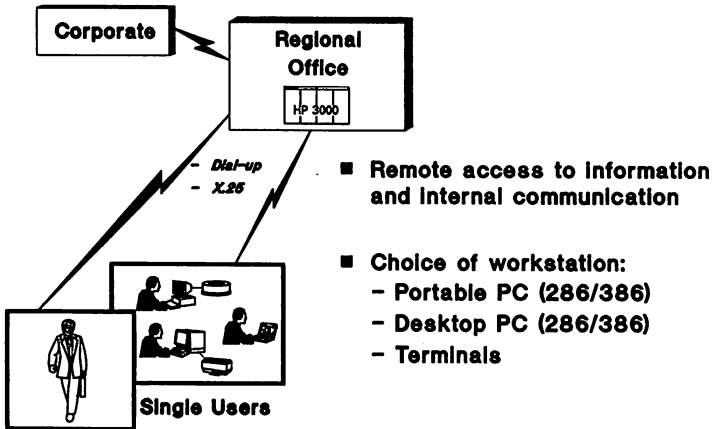 Corporate
Regional
Office
HP 3000
- Dial-up
- X.25
■ Remote access to information
and internal communication
■ Choice of workstation:
- Portable PC (286/386)
- Desktop PC (286/386)
- Terminals
Single Users